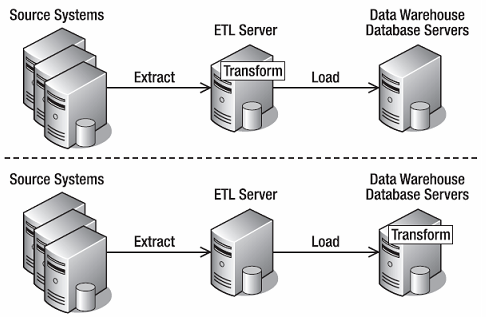 Source Systems
ETL Server
Data Warehouse
Database Servers
Extract
Transform
Load
Source Systems
ETL Server
Data Warehouse
Database Servers
Extract
Load
Transform